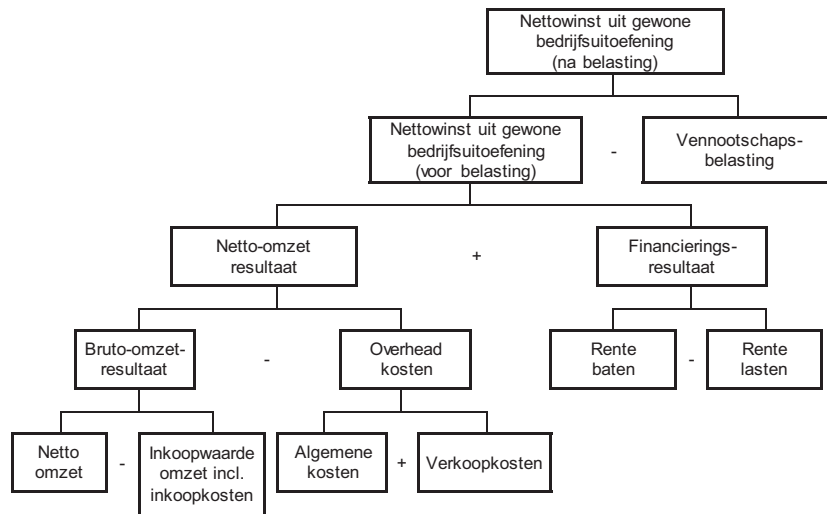 Nettowinst uit gewone
bedrijfsuitoefening
(na belasting)
Nettowinst uit gewone
bedrijfsuitoefening
(voor belasting)
-
Vennootschaps-
belasting
Netto-omzet
resultaat
+
Financierings-
resultaat
Bruto-omzet-
resultaat
-
Overhead
kosten
Rente
baten
-
Rente
lasten
Netto
omzet
-
Inkoopwaarde
omzet incl.
inkoopkosten
Algemene
kosten
+
Verkoopkosten